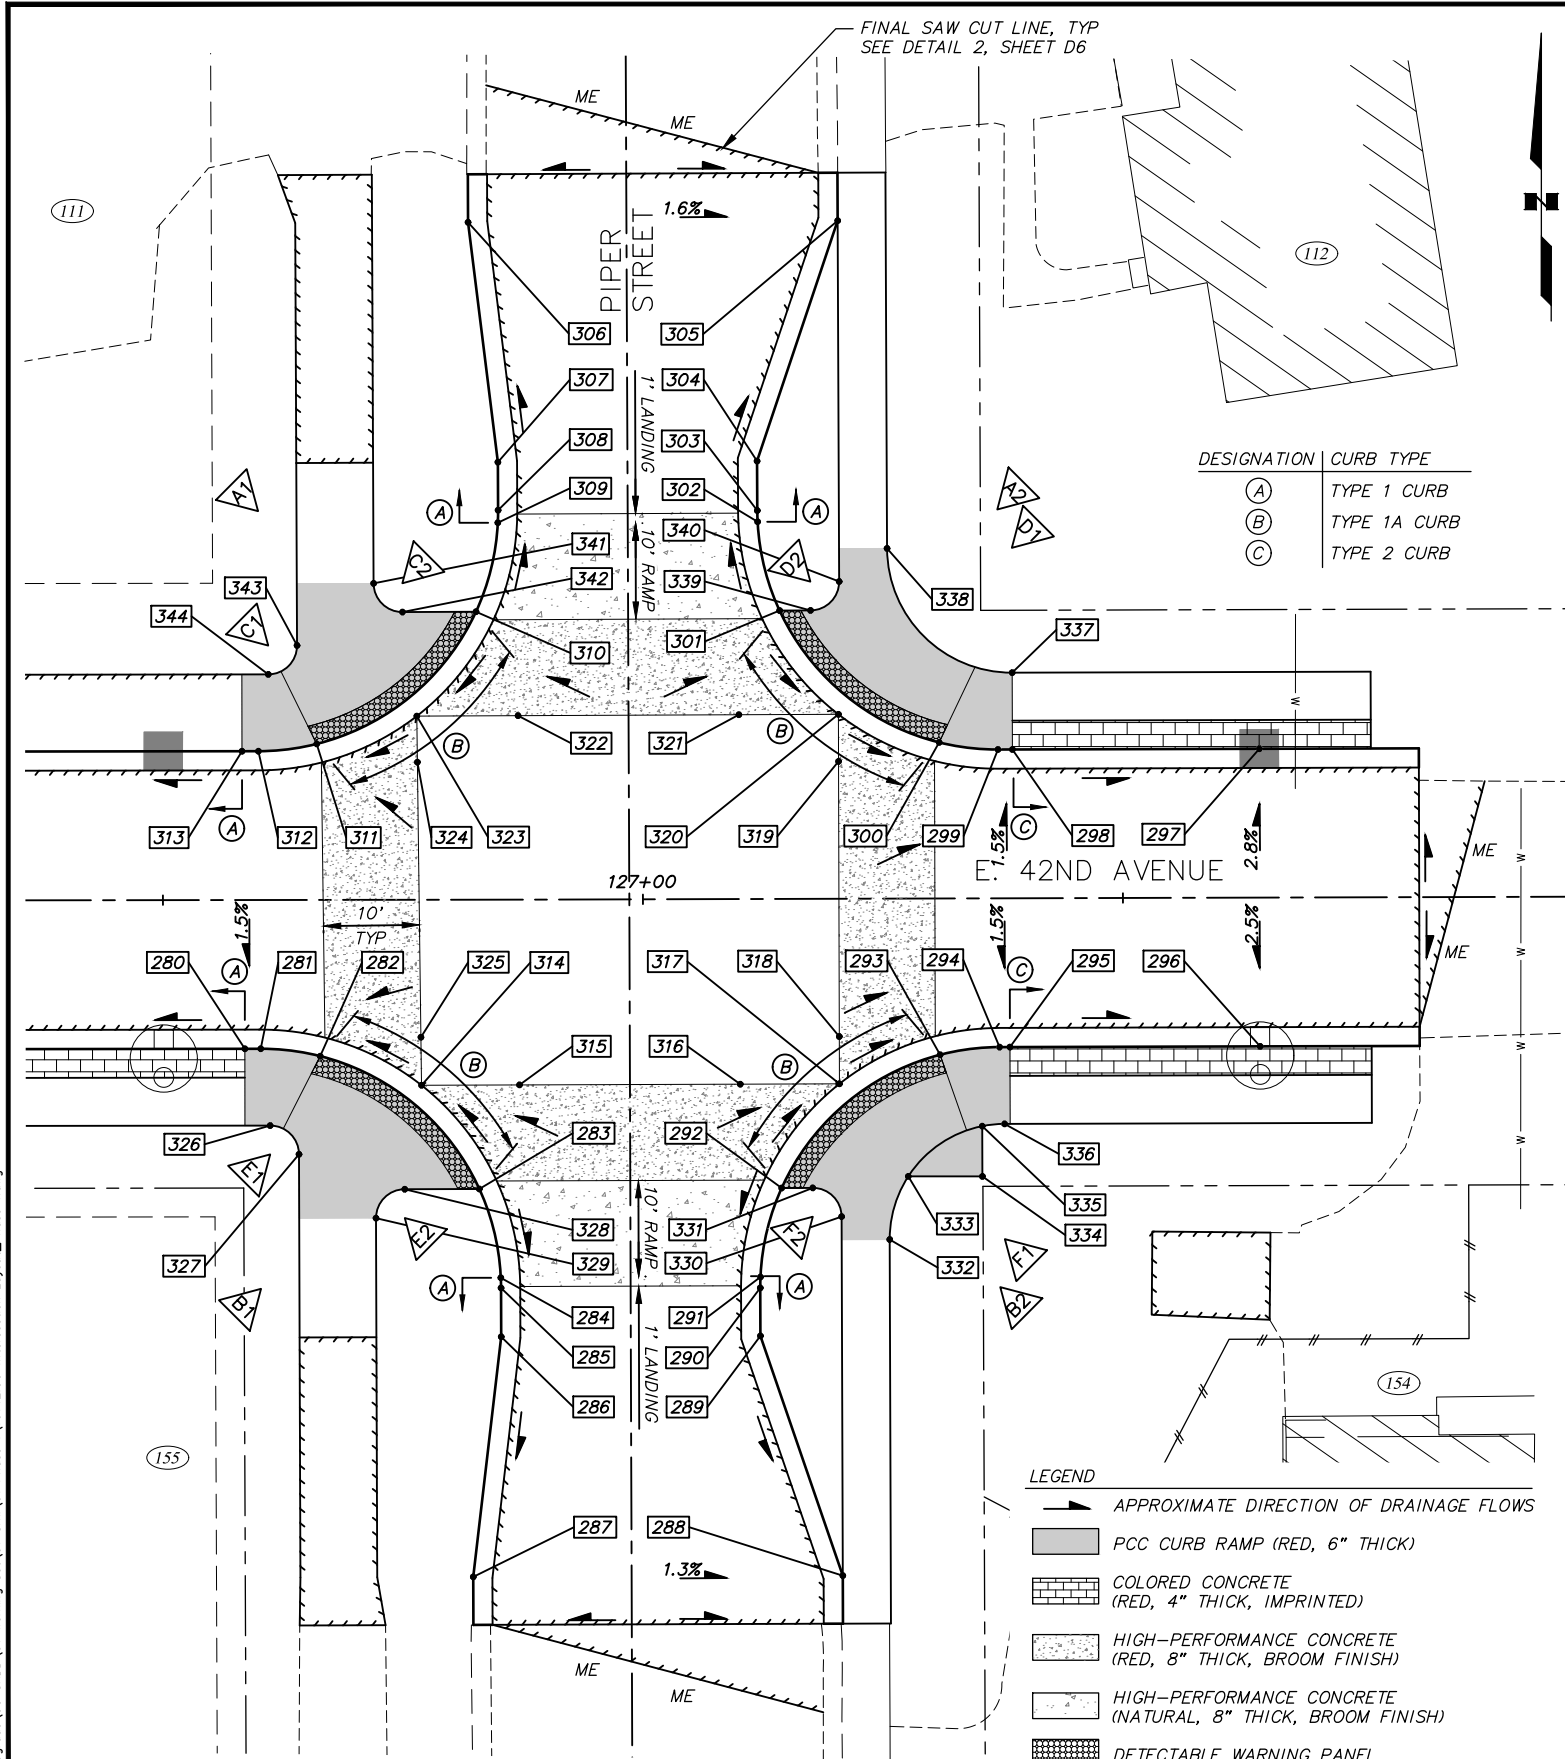 FINAL SAW CUT LINE, TYP
SEE DETAIL 2, SHEET D6
ME
ME
111
1.6%
112
PIPER
STREET
306
305
307
1' LANDING
304
308
303
DESIGNATION
CURB TYPE
A
TYPE 1 CURB
B
TYPE 1A CURB
C
TYPE 2 CURB
A1
309
302
A2
A
A
D1
341
10' RAMP
340
C2
D2
343
342
339
338
344
C1
337
310
301
W
322
321
B
B
313
A
312
311
324
323
320
319
300
299
1.5%
C
298
297
2.8%
ME
W
E. 42ND AVENUE
127+00
10'
TYP
1.5%
1.5%
2.5%
280
A
281
282
325
314
317
318
293
294
C
295
296
ME
W
315
316
B
B
W
326
283
292
336
W
E1
328
10' RAMP
331
335
327
E2
329
330
F2
333
334
332
F1
B1
A
284
291
A
B2
285
1' LANDING
290
286
289
154
155
LEGEND
APPROXIMATE DIRECTION OF DRAINAGE FLOWS
287
288
PCC CURB RAMP (RED, 6" THICK)
1.3%
COLORED CONCRETE
(RED, 4" THICK, IMPRINTED)
HIGH-PERFORMANCE CONCRETE
(RED, 8" THICK, BROOM FINISH)
ME
ME
HIGH-PERFORMANCE CONCRETE
(NATURAL, 8" THICK, BROOM FINISH)
DETECTABLE WARNING PANEL